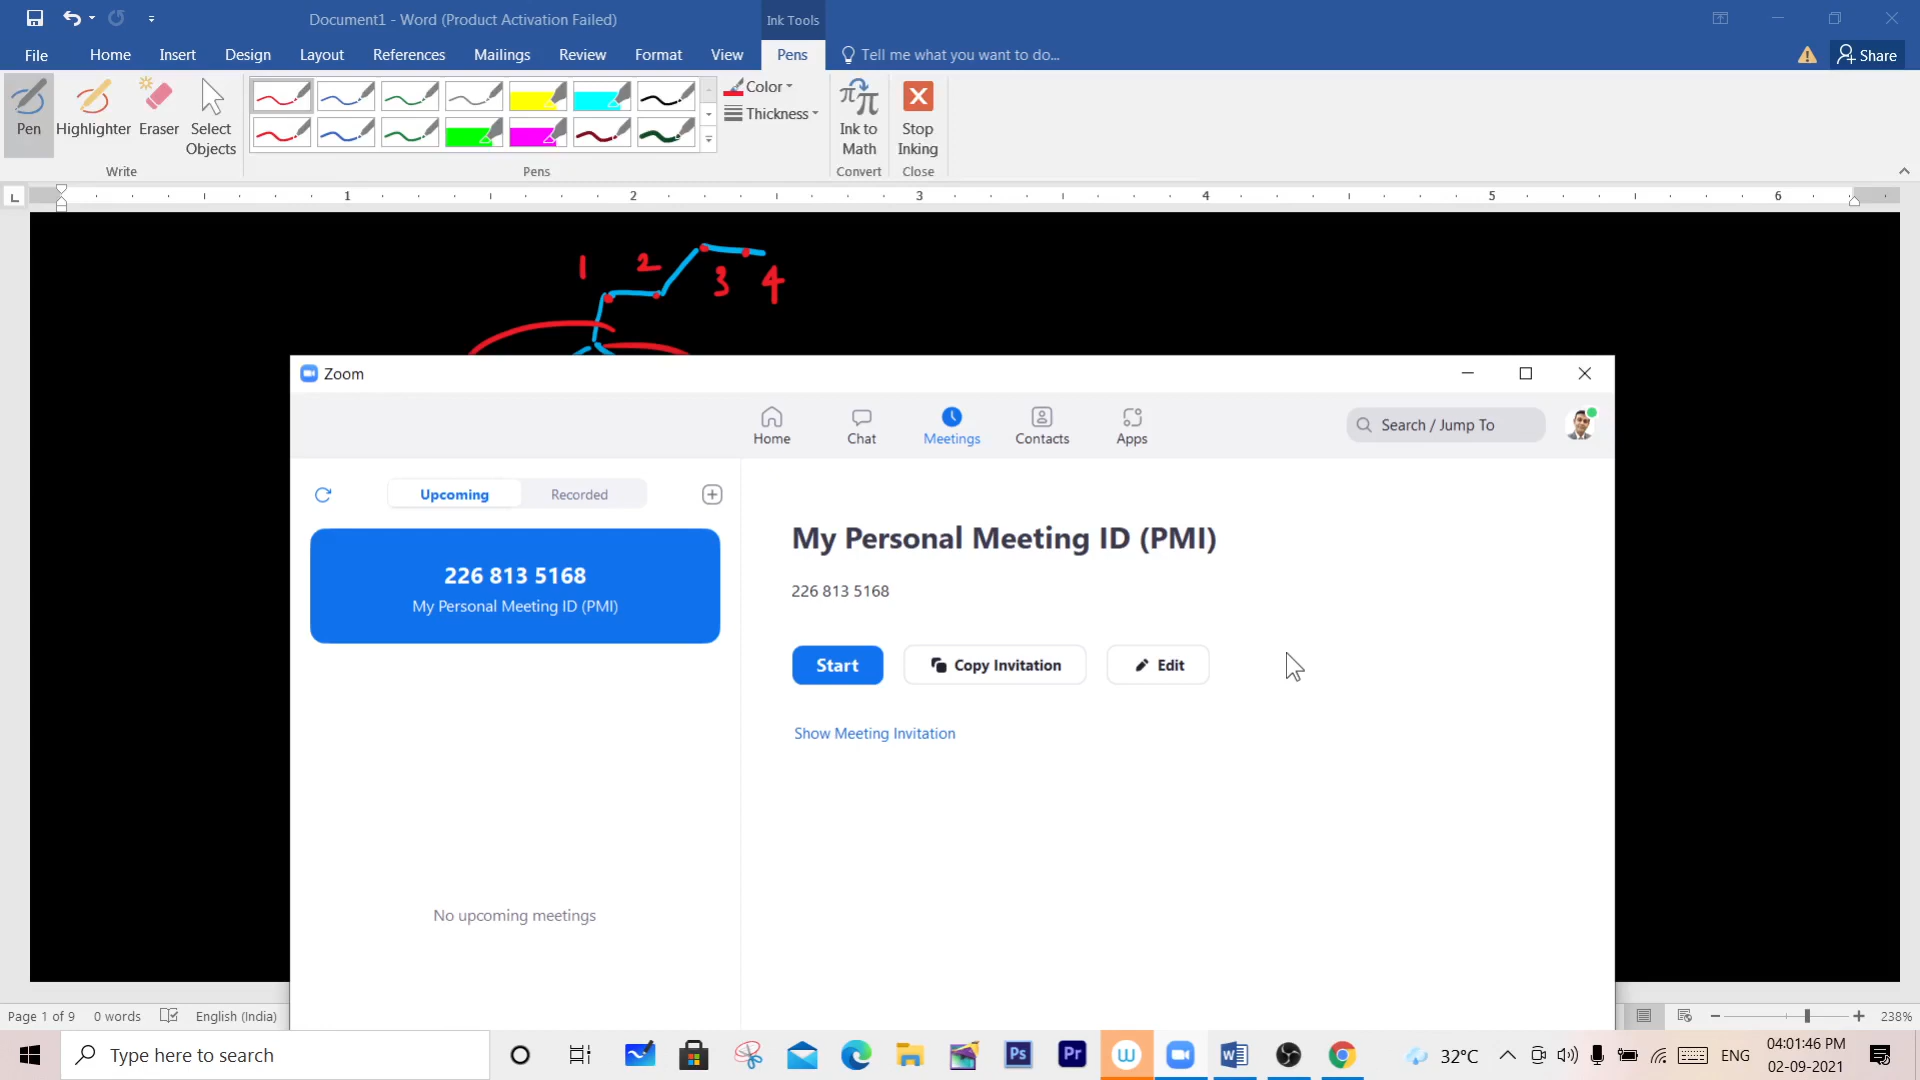 Document1 - Word (Product Activation Failed)
Ink Tools
File
Home
Insert
Design
Layout
References
Mailings
Review
Format
View
Pens
Tell me what you want to do...
Share
Pen
Highlighter
Eraser
Select Objects
Write
Pens
Color
Thickness
Ink to Math
Convert
Stop Inking
Close
1 2 3 4 5 6
1 2 3 4
Zoom
Home
Chat
Meetings
Contacts
Apps
Search / Jump To
Upcoming
Recorded
226 813 5168
My Personal Meeting ID (PMI)
No upcoming meetings
My Personal Meeting ID (PMI)
226 813 5168
Start
Copy Invitation
Edit
Show Meeting Invitation
Page 1 of 9
0 words
English (India)
238%
Type here to search
Ps
Pr
32°C
ENG
04:01:46 PM
02-09-2021